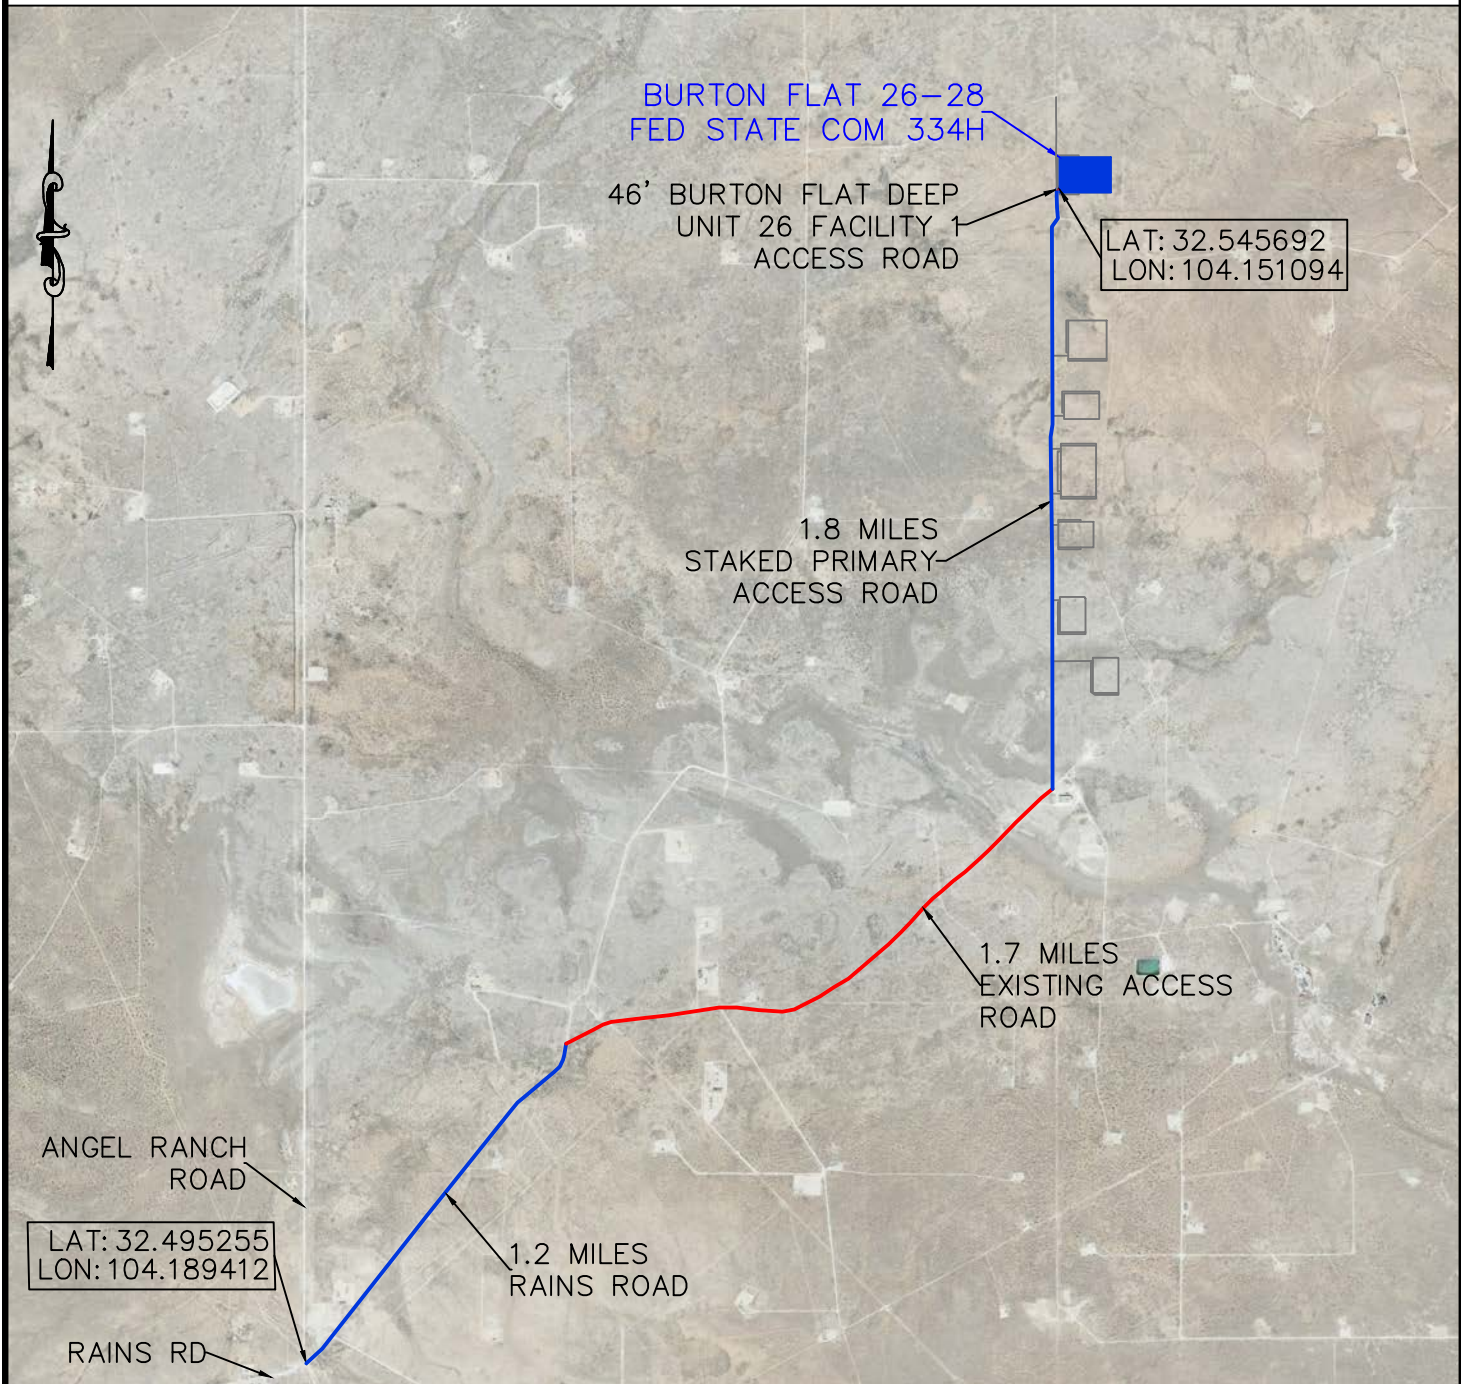 BURTON FLAT 26-28
FED STATE COM 334H
46' BURTON FLAT DEEP
UNIT 26 FACILITY 1
ACCESS ROAD
LAT: 32.545692
LON: 104.151094
1.8 MILES
STAKED PRIMARY
ACCESS ROAD
1.7 MILES
EXISTING ACCESS
ROAD
ANGEL RANCH
ROAD
LAT: 32.495255
LON: 104.189412
1.2 MILES
RAINS ROAD
RAINS RD